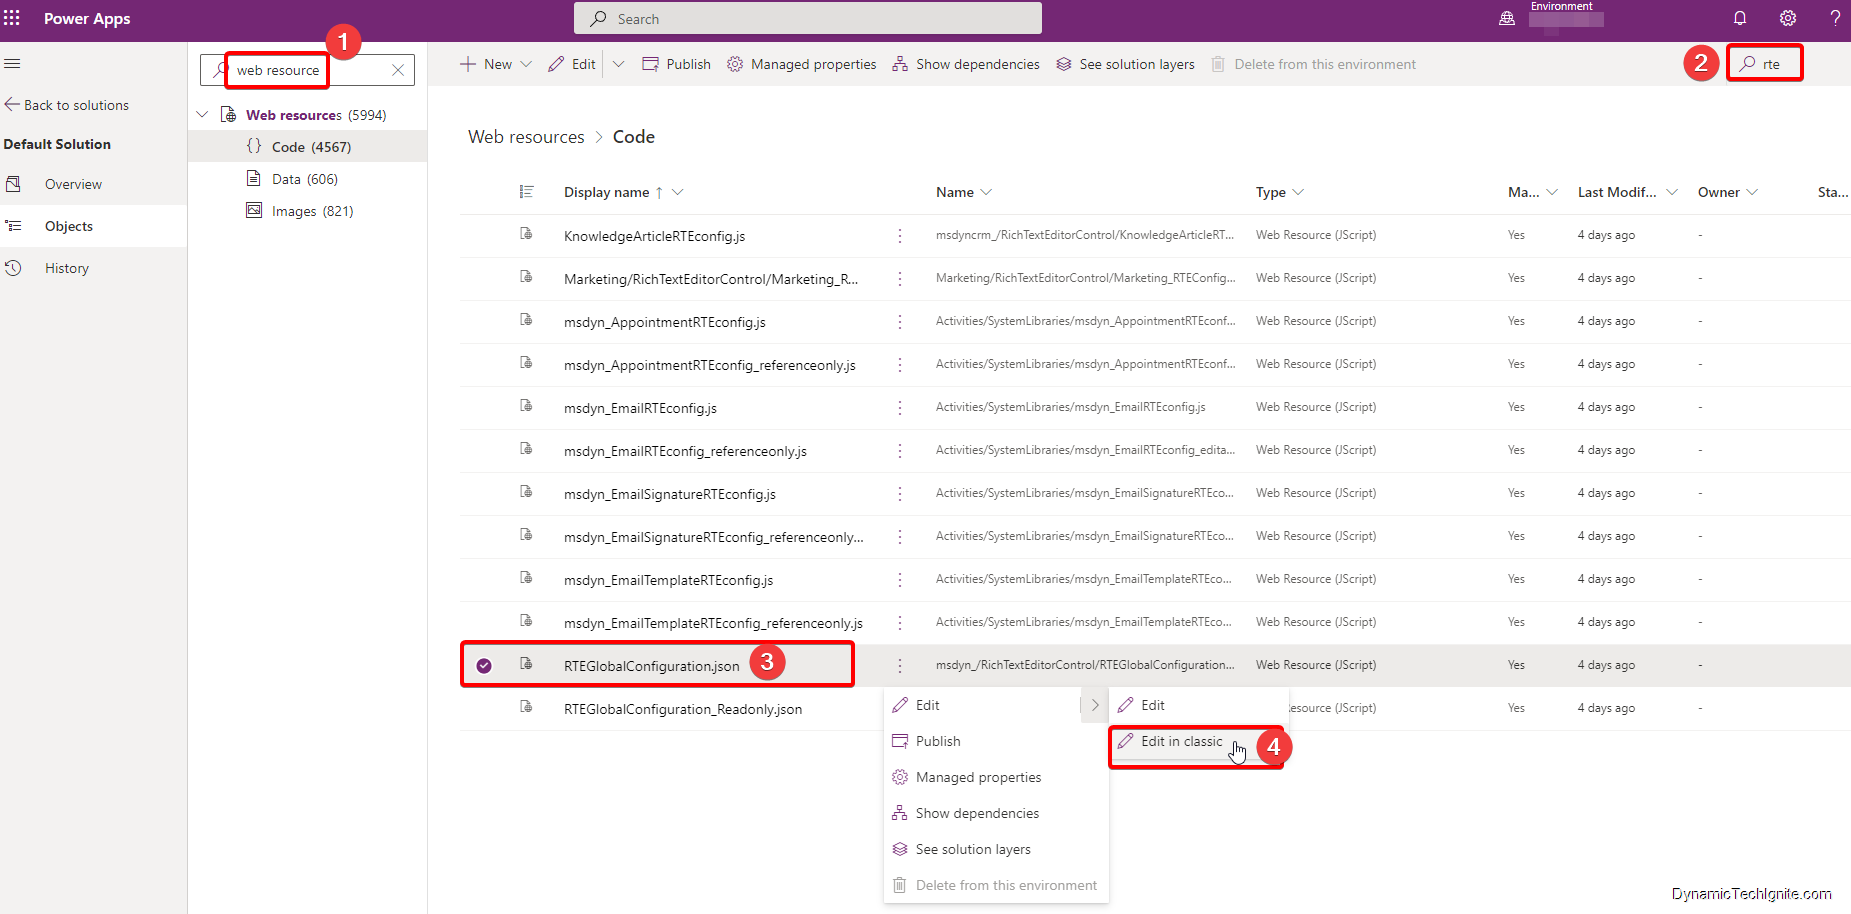 Power Apps
Search
Environment
?
1
web resource
New
Edit
Publish
Managed properties
Show dependencies
See solution layers
Delete from this environment
2
rte
Back to solutions
Default Solution
Overview
Objects
History
Web resources (5994)
Code (4567)
Data (606)
Images (821)
Web resources > Code
Display name ↑ Name Type Ma... Last Modif... Owner Sta...
KnowledgeArticleRTEconfig.js msdyncrm_/RichTextEditorControl/KnowledgeArticleRT... Web Resource (JScript) Yes 4 days ago -
Marketing/RichTextEditorControl/Marketing_R... Marketing/RichTextEditorControl/Marketing_RTEConfig... Web Resource (JScript) Yes 4 days ago -
msdyn_AppointmentRTEconfig.js Activities/SystemLibraries/msdyn_AppointmentRTEconf... Web Resource (JScript) Yes 4 days ago -
msdyn_AppointmentRTEconfig_referenceonly.js Activities/SystemLibraries/msdyn_AppointmentRTEconf... Web Resource (JScript) Yes 4 days ago -
msdyn_EmailRTEconfig.js Activities/SystemLibraries/msdyn_EmailRTEconfig.js Web Resource (JScript) Yes 4 days ago -
msdyn_EmailRTEconfig_referenceonly.js Activities/SystemLibraries/msdyn_EmailRTEconfig_edita... Web Resource (JScript) Yes 4 days ago -
msdyn_EmailSignatureRTEconfig.js Activities/SystemLibraries/msdyn_EmailSignatureRTEco... Web Resource (JScript) Yes 4 days ago -
msdyn_EmailSignatureRTEconfig_referenceonly... Activities/SystemLibraries/msdyn_EmailSignatureRTEco... Web Resource (JScript) Yes 4 days ago -
msdyn_EmailTemplateRTEconfig.js Activities/SystemLibraries/msdyn_EmailTemplateRTEco... Web Resource (JScript) Yes 4 days ago -
msdyn_EmailTemplateRTEconfig_referenceonly.js Activities/SystemLibraries/msdyn_EmailTemplateRTEco... Web Resource (JScript) Yes 4 days ago -
RTEGlobalConfiguration.json 3 msdyn_/RichTextEditorControl/RTEGlobalConfiguration... Web Resource (JScript) Yes 4 days ago -
RTEGlobalConfiguration_Readonly.json esource (JScript) Yes 4 days ago -
Edit
Publish
Managed properties
Show dependencies
See solution layers
Delete from this environment
Edit
Edit in classic
4
DynamicTechIgnite.com